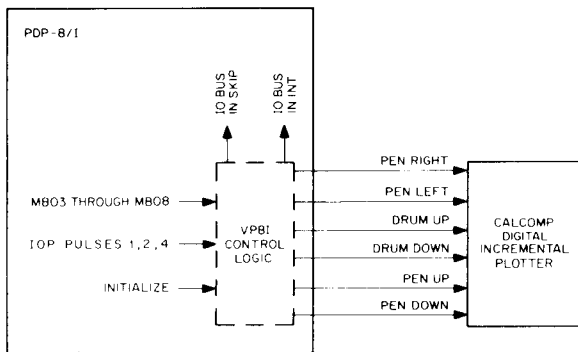 PDP-8/I
IO BUS
IN SKIP
IO BUS
IN INT
MB03 THROUGH MB08
IOP PULSES 1,2,4
INITIALIZE
VP8I
CONTROL
LOGIC
PEN RIGHT
PEN LEFT
DRUM UP
DRUM DOWN
PEN UP
PEN DOWN
CALCOMP
DIGITAL
INCREMENTAL
PLOTTER